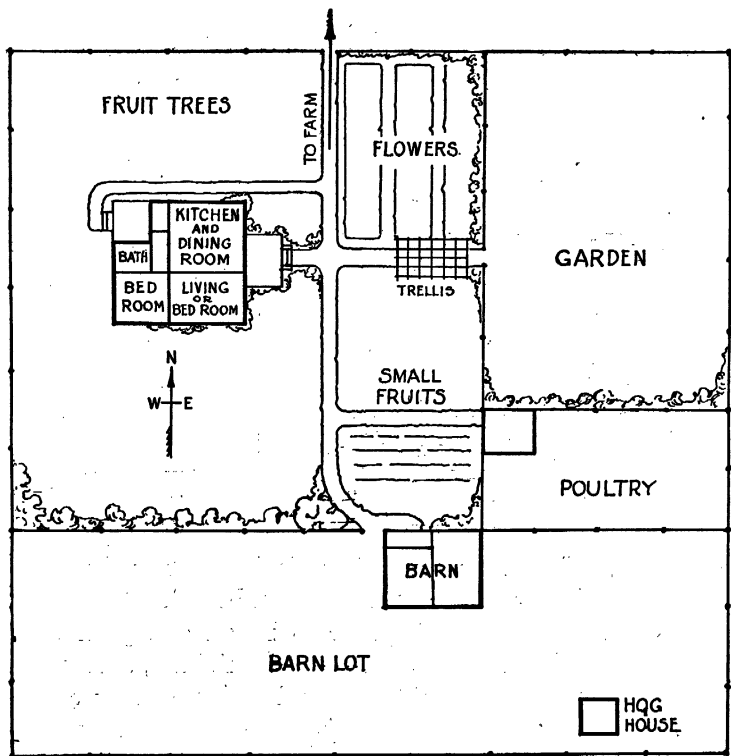 FRUIT TREES
TO FARM
FLOWERS.
KITCHEN
AND
DINING
ROOM
BATH
BED
ROOM
LIVING
OR
BED ROOM
TRELLIS
GARDEN
N
W E
SMALL
FRUITS
POULTRY
BARN
BARN LOT
HOG
HOUSE